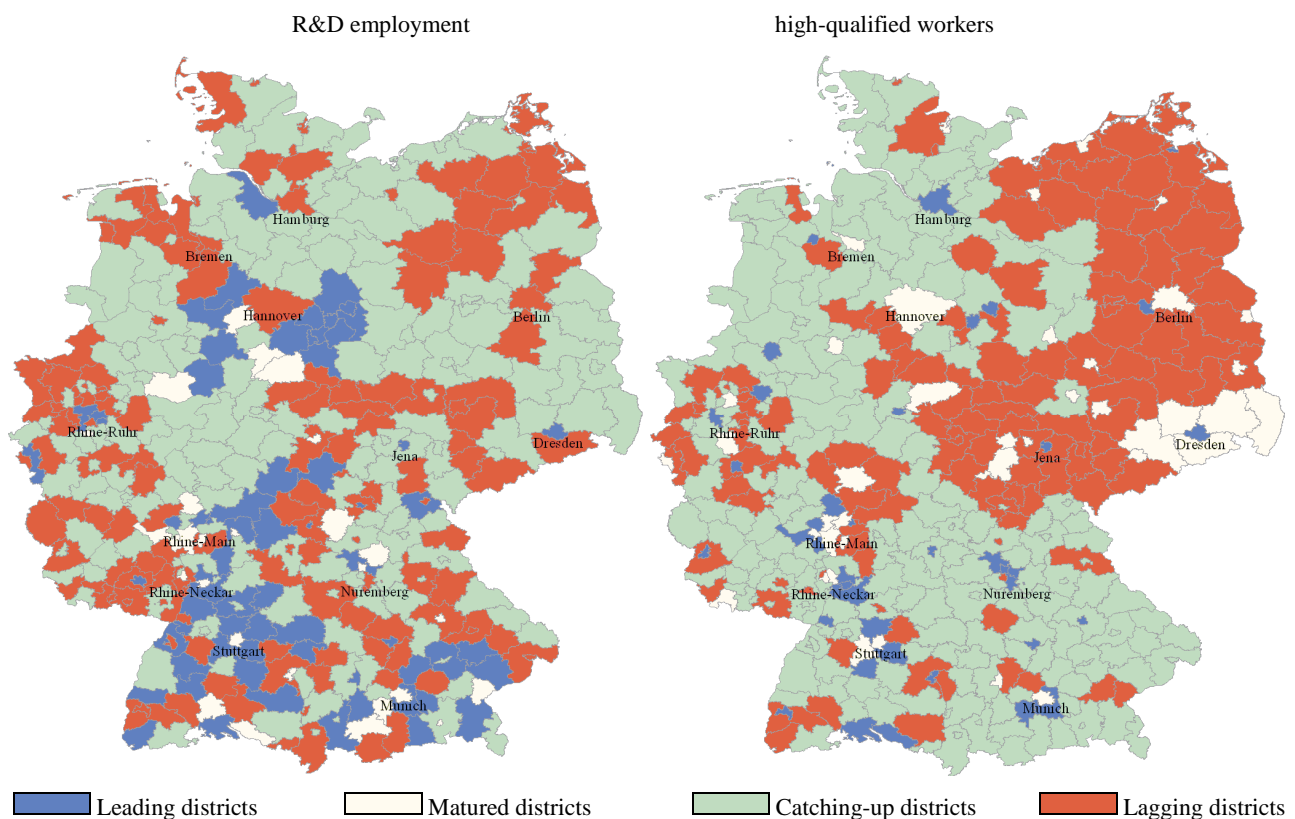 R&D employment
high-qualified workers
Hamburg
Bremen
Hannover
Berlin
Rhine-Ruhr
Dresden
Jena
Rhine-Main
Rhine-Neckar
Nuremberg
Stuttgart
Munich
Hamburg
Bremen
Hannover
Berlin
Rhine-Ruhr
Dresden
Jena
Rhine-Main
Rhine-Neckar
Nuremberg
Stuttgart
Munich
Leading districts
Matured districts
Catching-up districts
Lagging districts